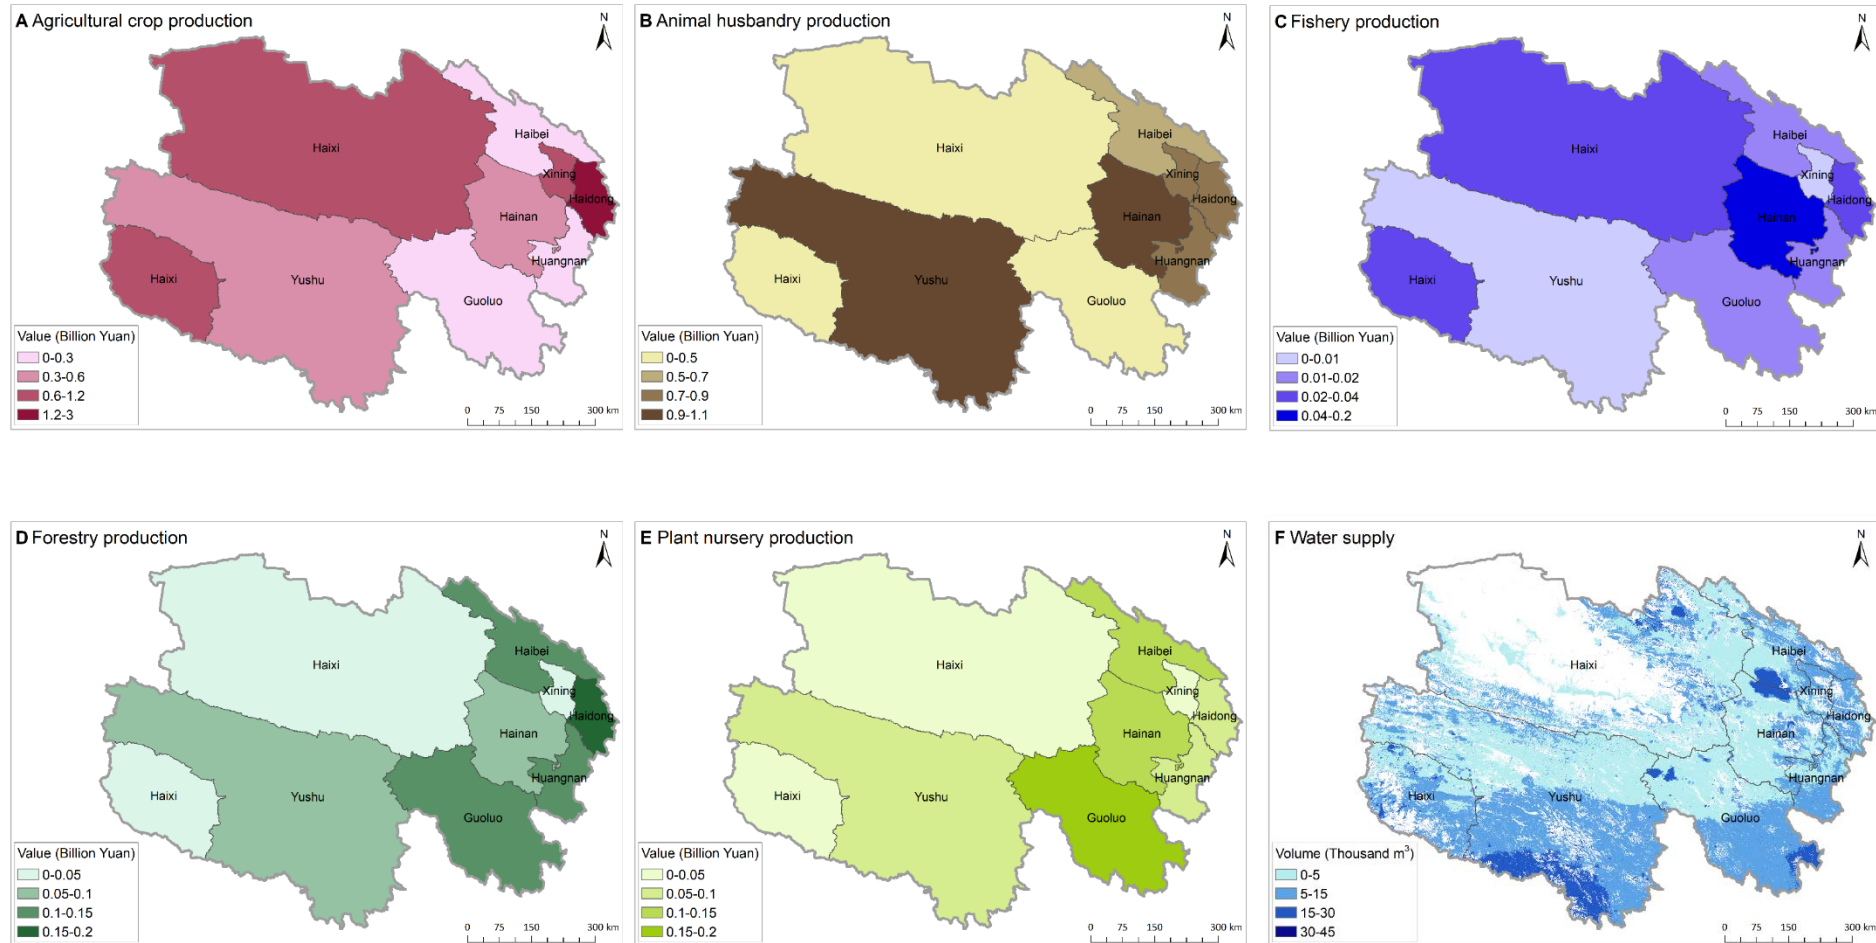 A Agricultural crop production
N
Haibei
Haixi
Xining
Haidong
Hainan
Huangnan
Haixi
Yushu
Guoluo
Value (Billion Yuan)
0-0.3
0.3-0.6
0.6-1.2
1.2-3
0 75 150 300 km
B Animal husbandry production
N
Haibei
Haixi
Xining
Haidong
Hainan
Huangnan
Haixi
Yushu
Guoluo
Value (Billion Yuan)
0-0.5
0.5-0.7
0.7-0.9
0.9-1.1
0 75 150 300 km
C Fishery production
N
Haibei
Haixi
Xining
Haidong
Hainan
Huangnan
Haixi
Yushu
Guoluo
Value (Billion Yuan)
0-0.01
0.01-0.02
0.02-0.04
0.04-0.2
0 75 150 300 km
D Forestry production
N
Haibei
Haixi
Xining
Haidong
Hainan
Huangnan
Haixi
Yushu
Guoluo
Value (Billion Yuan)
0-0.05
0.05-0.1
0.1-0.15
0.15-0.2
0 75 150 300 km
E Plant nursery production
N
Haibei
Haixi
Xining
Haidong
Hainan
Huangnan
Haixi
Yushu
Guoluo
Value (Billion Yuan)
0-0.05
0.05-0.1
0.1-0.15
0.15-0.2
0 75 150 300 km
F Water supply
N
Haibei
Haixi
Xining
Haidong
Hainan
Huangnan
Haixi
Yushu
Guoluo
Volume (Thousand m³)
0-5
5-15
15-30
30-45
0 75 150 300 km